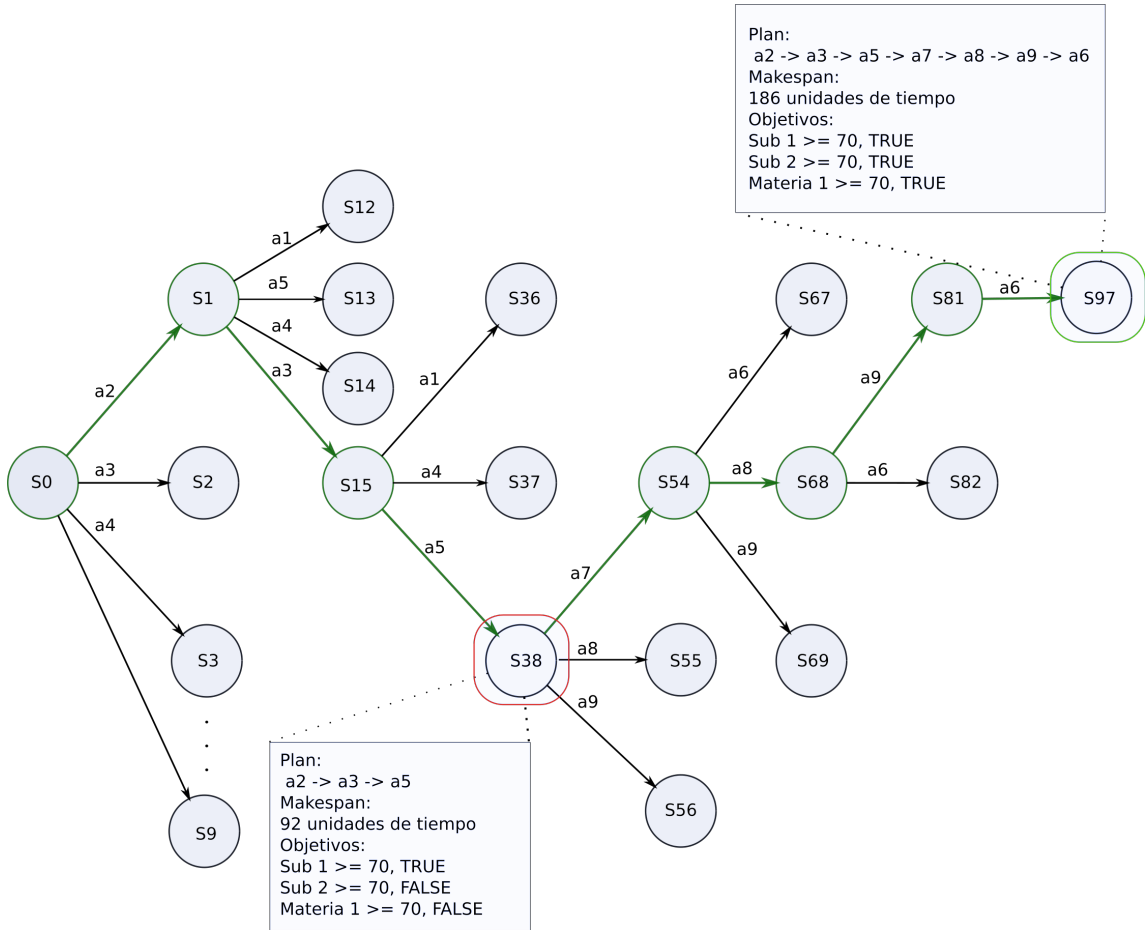 Plan:
a2 -> a3 -> a5 -> a7 -> a8 -> a9 -> a6
Makespan:
186 unidades de tiempo
Objetivos:
Sub 1 >= 70, TRUE
Sub 2 >= 70, TRUE
Materia 1 >= 70, TRUE
S12
a1
S1
a5
S13
a4
S14
a3
a2
S0
a3
S2
a4
S3
S9
S15
a1
S36
a4
S37
a5
S38
a7
a8
S55
a9
S56
S54
a6
S67
a8
S68
a9
S69
a9
S81
a6
S82
a6
S97
Plan:
a2 -> a3 -> a5
Makespan:
92 unidades de tiempo
Objetivos:
Sub 1 >= 70, TRUE
Sub 2 >= 70, FALSE
Materia 1 >= 70, FALSE